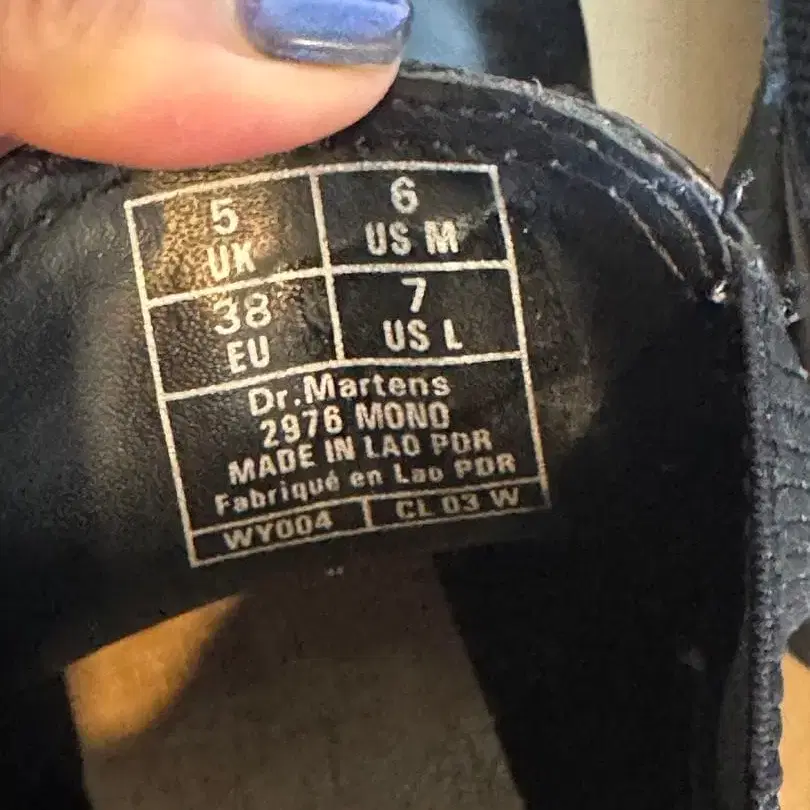 5 UK
6 US M
38 EU
7 US L
Dr.Martens
2976 MONO
MADE IN LAO PDR
Fabriqué en Lao PDR
WY004
CL 03 W